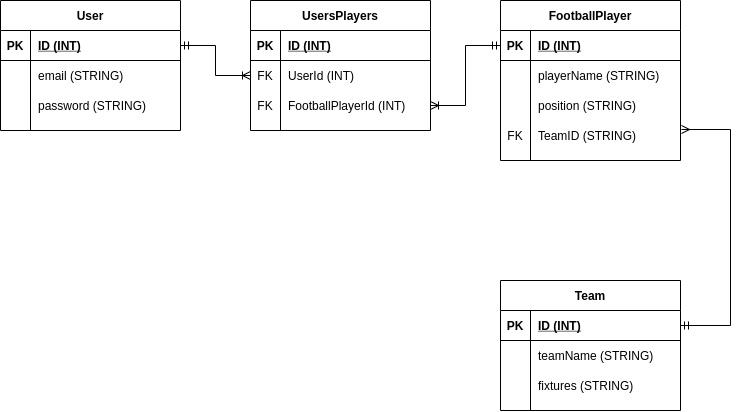 User
PK ID (INT)
email (STRING)
password (STRING)
UsersPlayers
PK ID (INT)
FK UserId (INT)
FK FootballPlayerId (INT)
FootballPlayer
PK ID (INT)
playerName (STRING)
position (STRING)
FK TeamID (STRING)
Team
PK ID (INT)
teamName (STRING)
fixtures (STRING)